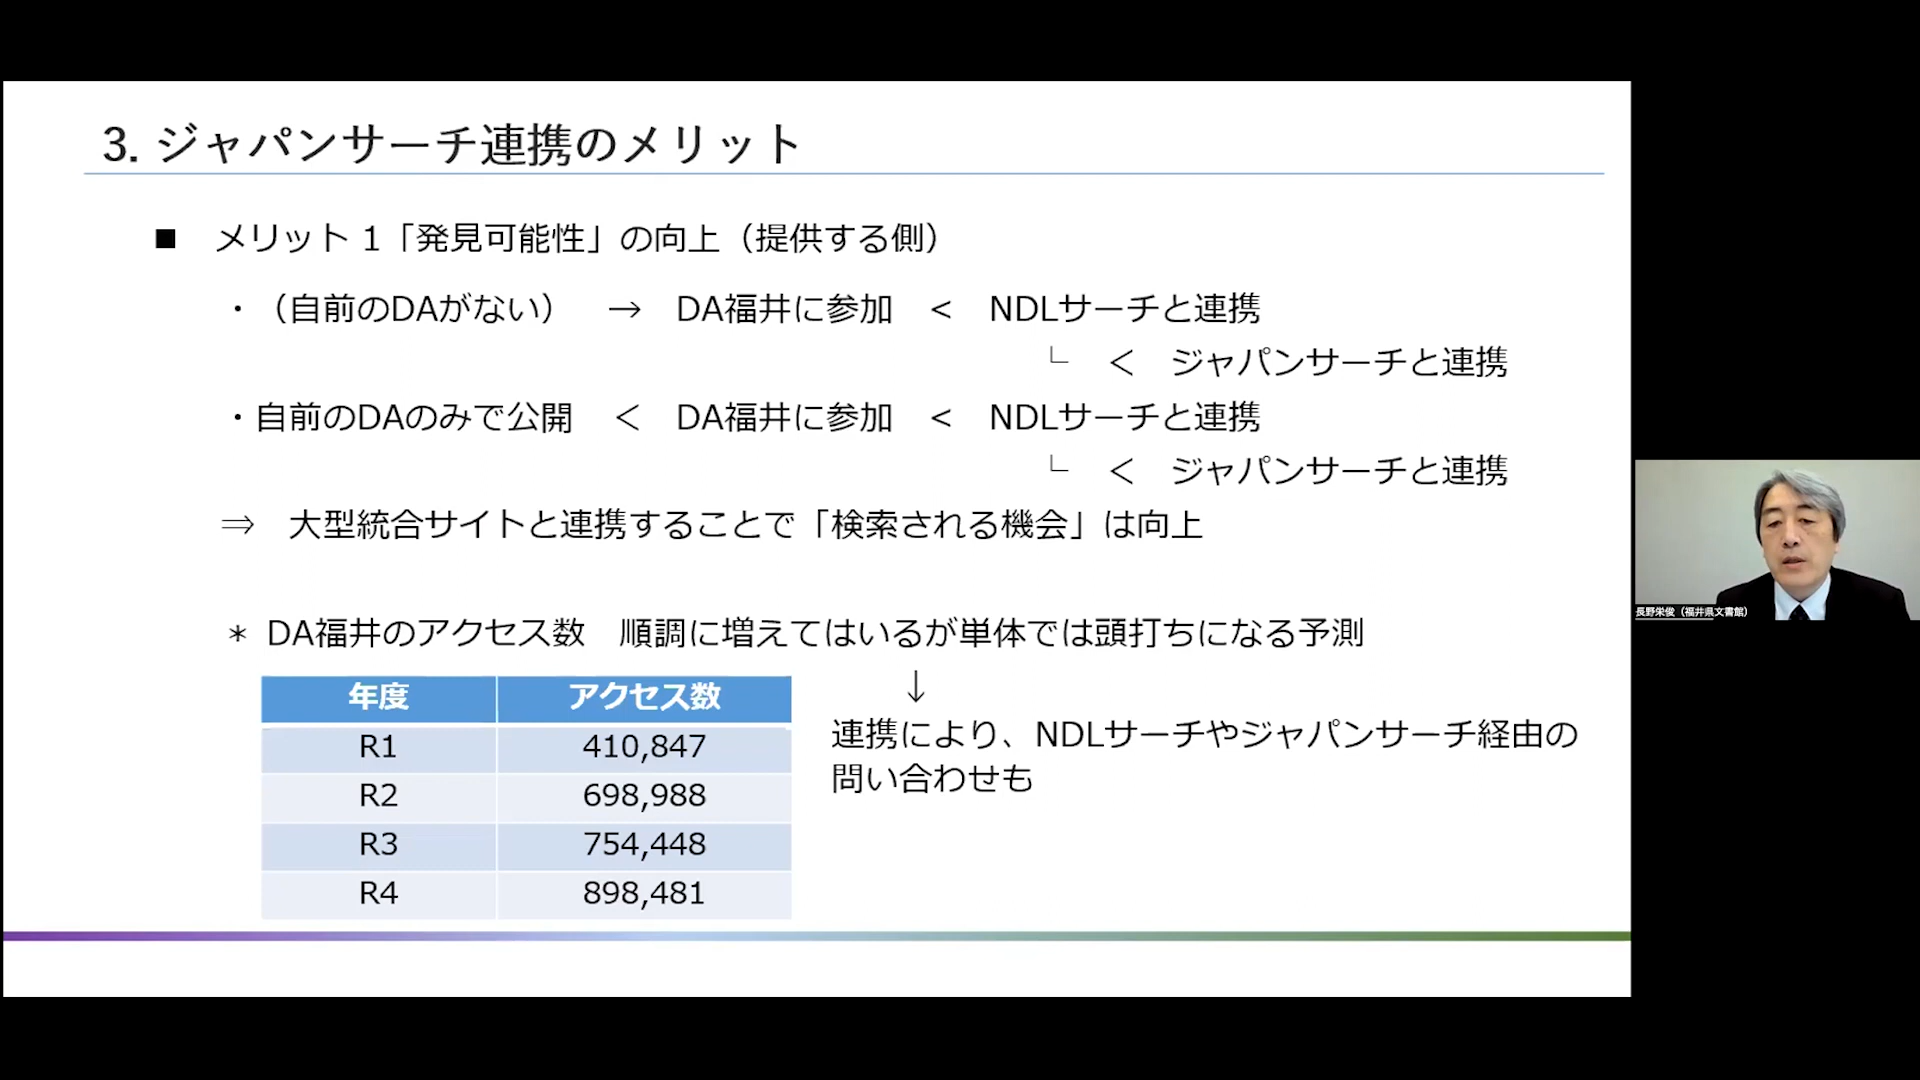 3. ジャパンサーチ連携のメリット
■ メリット 1「発見可能性」の向上（提供する側）
・（自前のDAがない） → DA福井に参加 < NDLサーチと連携
└ ＜ ジャパンサーチと連携
・自前のDAのみで公開 ＜ DA福井に参加 < NDLサーチと連携
└ ＜ ジャパンサーチと連携
⇒ 大型統合サイトと連携することで「検索される機会」は向上
＊ DA福井のアクセス数 順調に増えてはいるが単体では頭打ちになる予測
↓
連携により、NDLサーチやジャパンサーチ経由の
問い合わせも
年度 アクセス数
R1 410,847
R2 698,988
R3 754,448
R4 898,481
長野栄俊（福井県文書館）